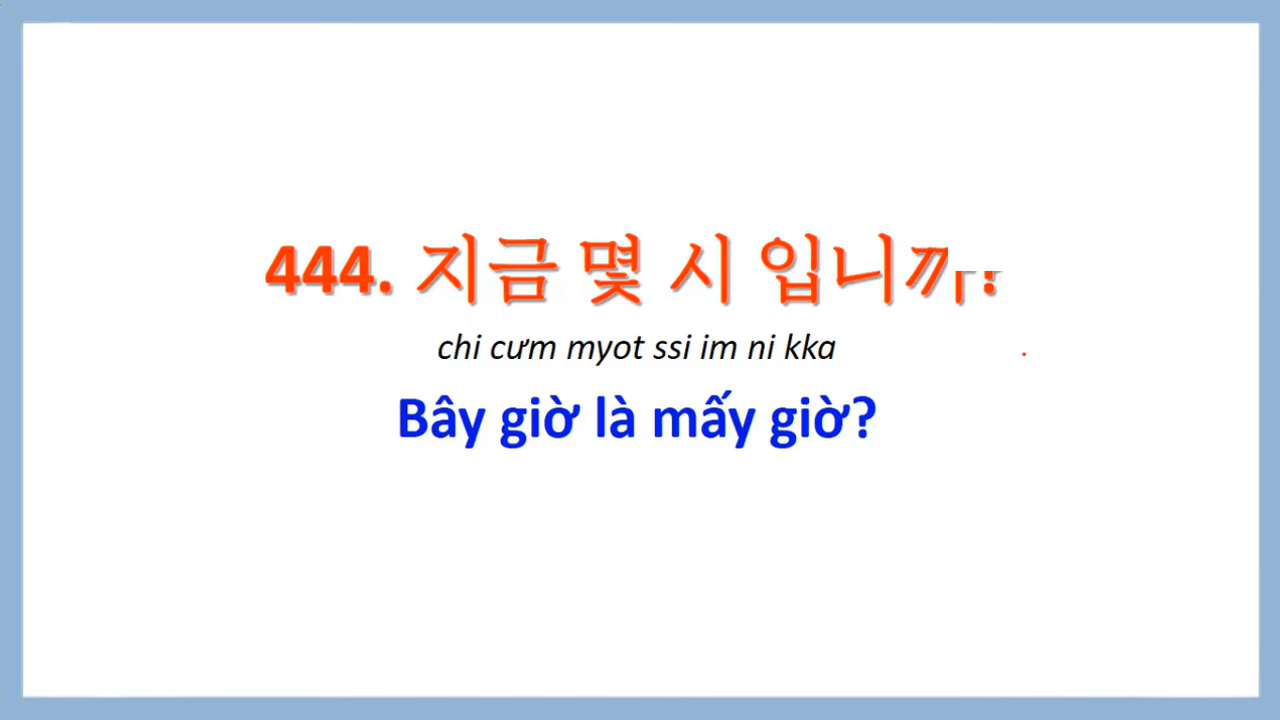 444. 지금 몇 시 입니까?
chi cưm myot ssi im ni kka
Bây giờ là mấy giờ?